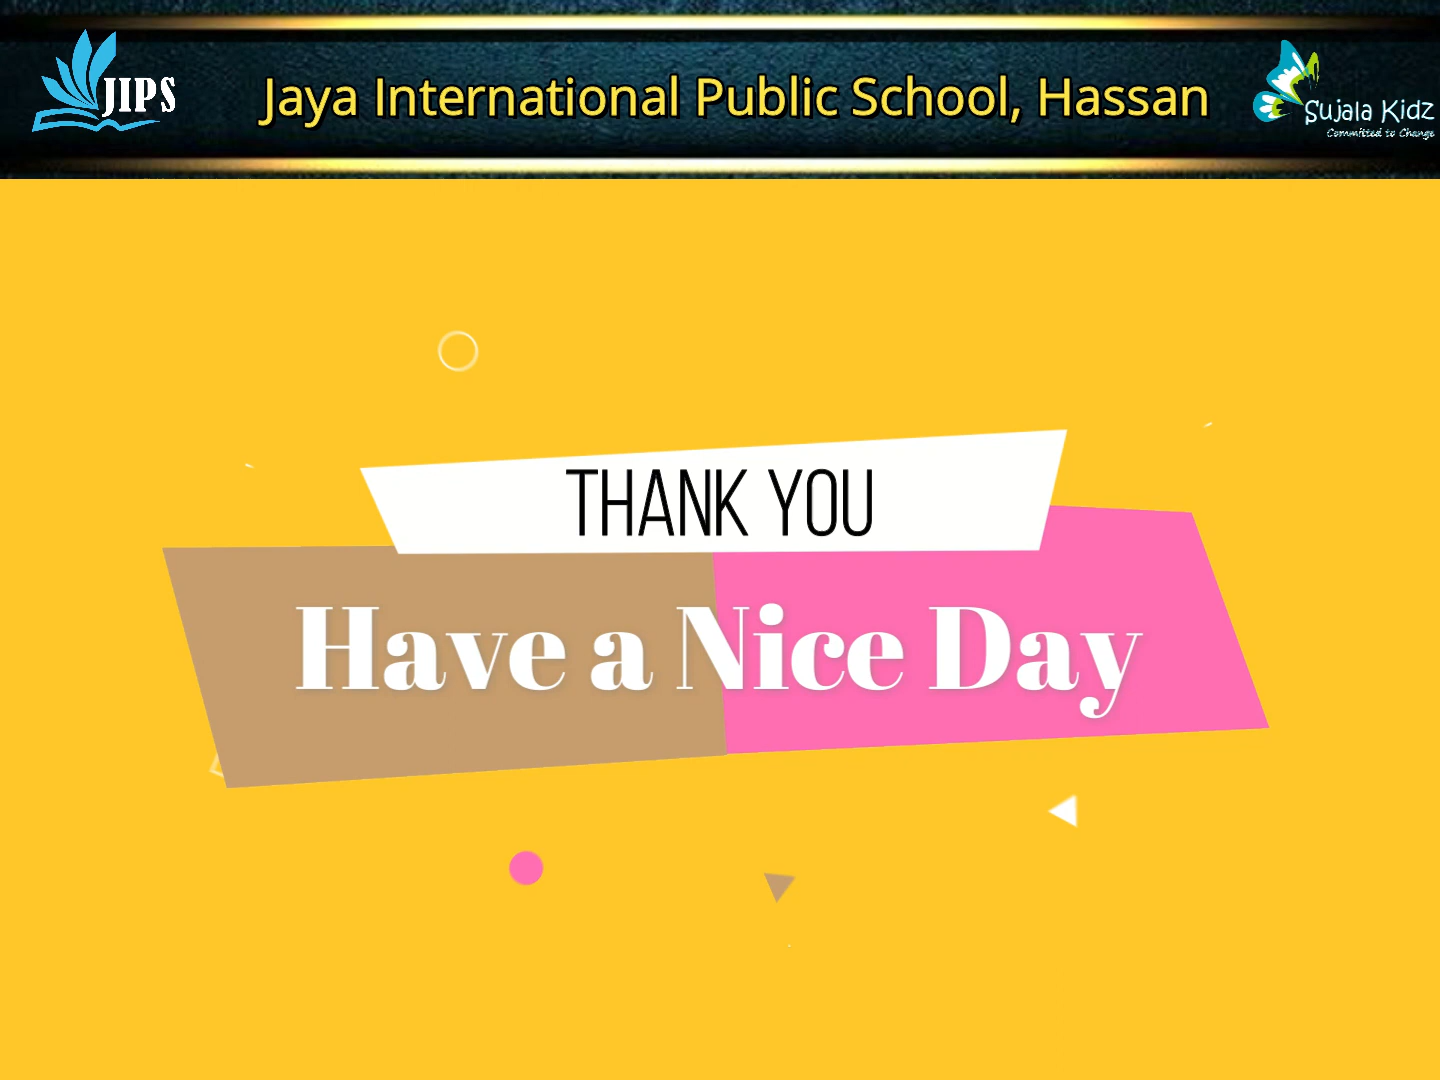 JIPS
Jaya International Public School, Hassan
Sujala Kidz
Committed to Change
THANK YOU
Have a Nice Day